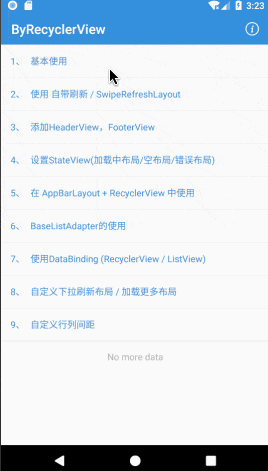 3:23
ByRecyclerView
1、 基本使用
2、 使用 自带刷新 / SwipeRefreshLayout
3、 添加HeaderView，FooterView
4、 设置StateView(加载中布局/空布局/错误布局)
5、 在 AppBarLayout + RecyclerView 中使用
6、 BaseListAdapter的使用
7、 使用DataBinding (RecyclerView / ListView)
8、 自定义下拉刷新布局 / 加载更多布局
9、 自定义行列间距
No more data